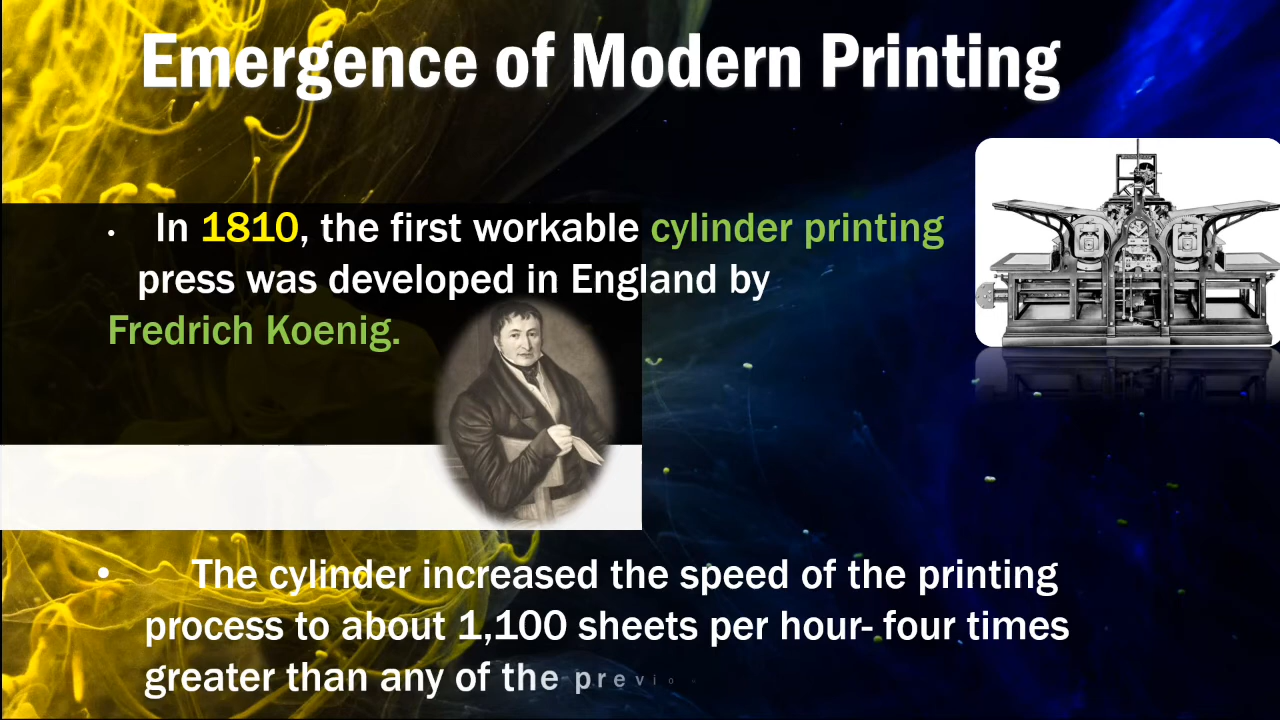 Emergence of Modern Printing
• In 1810, the first workable cylinder printing
press was developed in England by
Fredrich Koenig.
• The cylinder increased the speed of the printing
process to about 1,100 sheets per hour- four times
greater than any of the previo